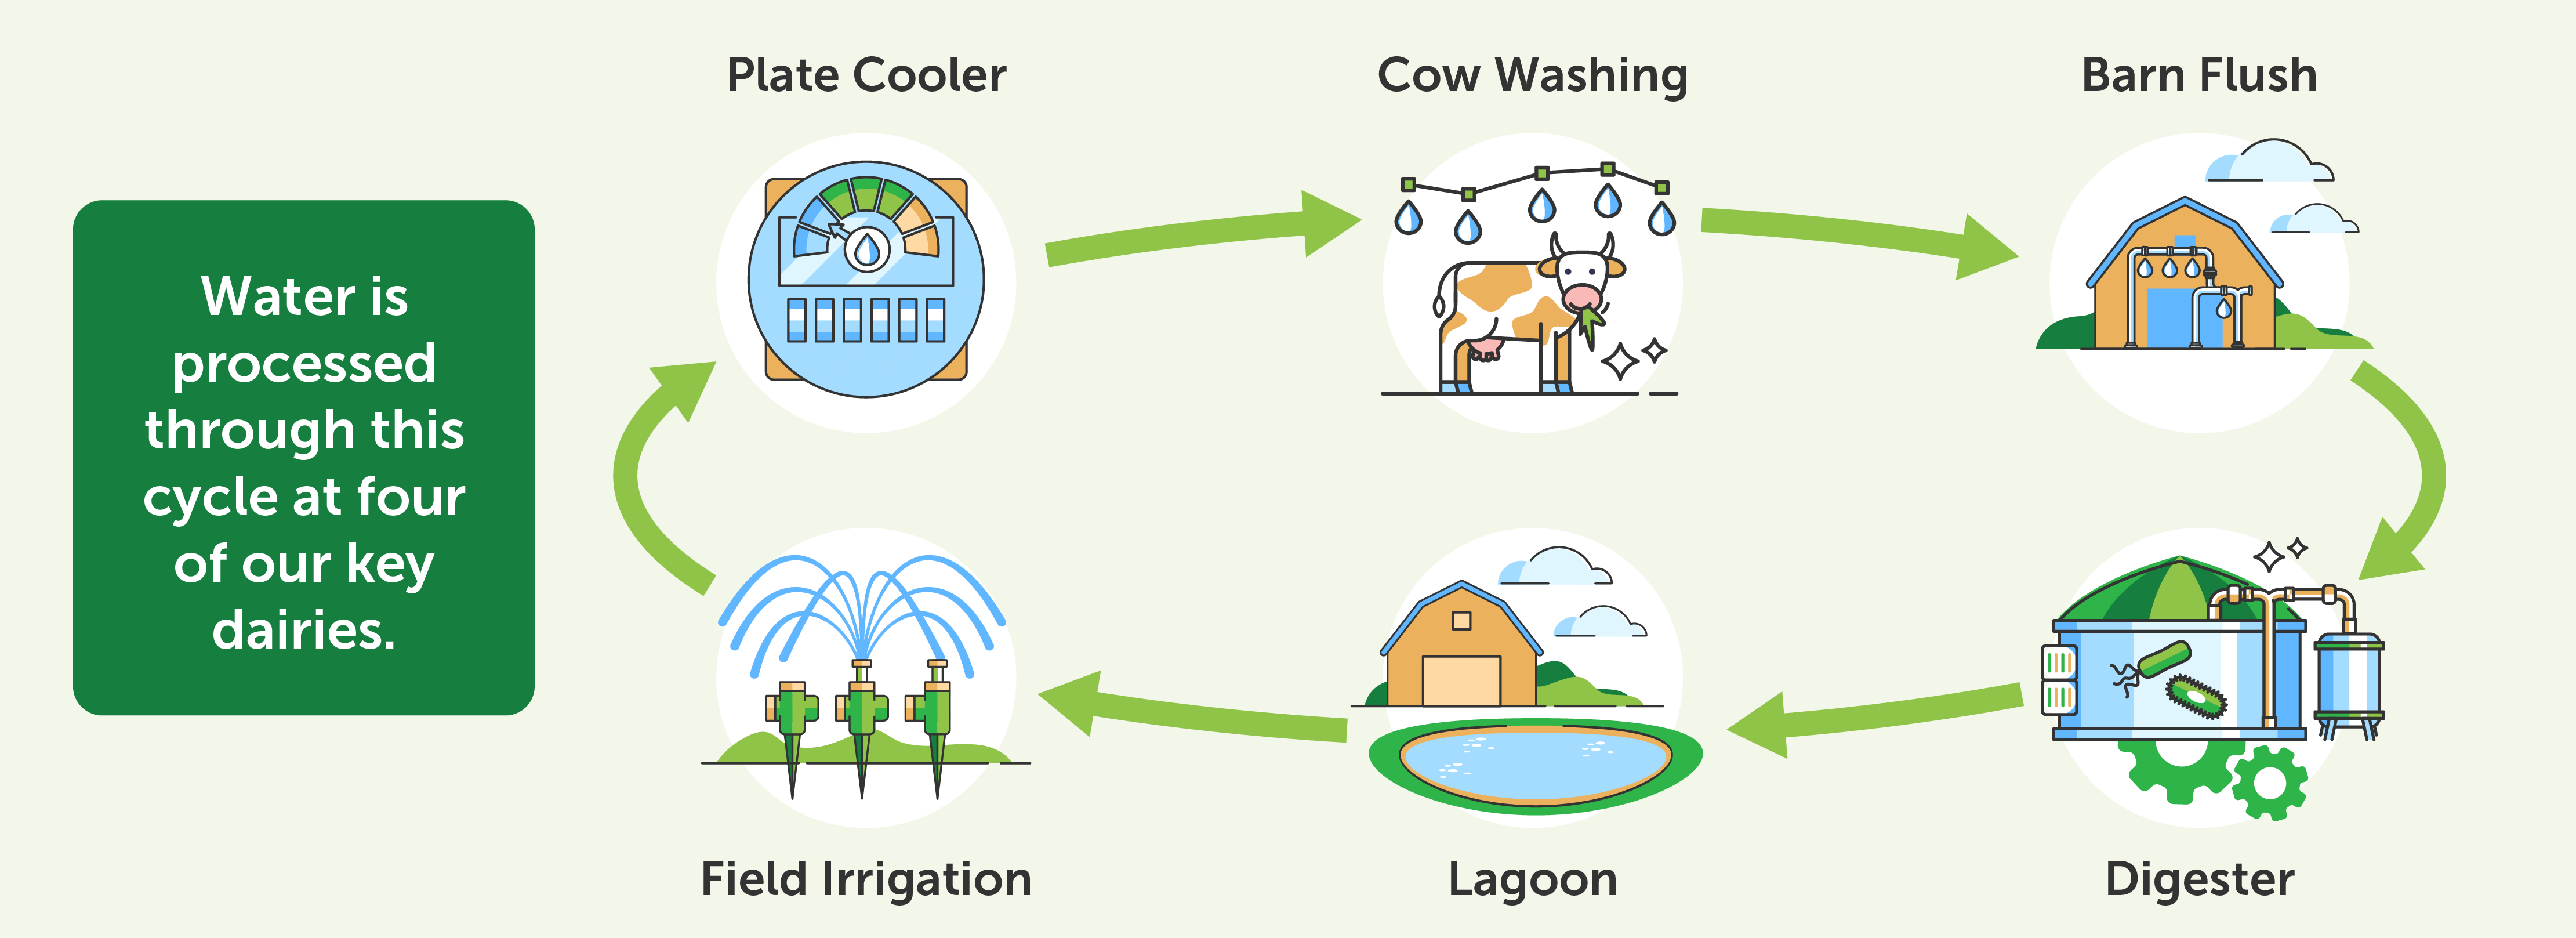 Water is
processed
through this
cycle at four
of our key
dairies.
Plate Cooler
Cow Washing
Barn Flush
Field Irrigation
Lagoon
Digester